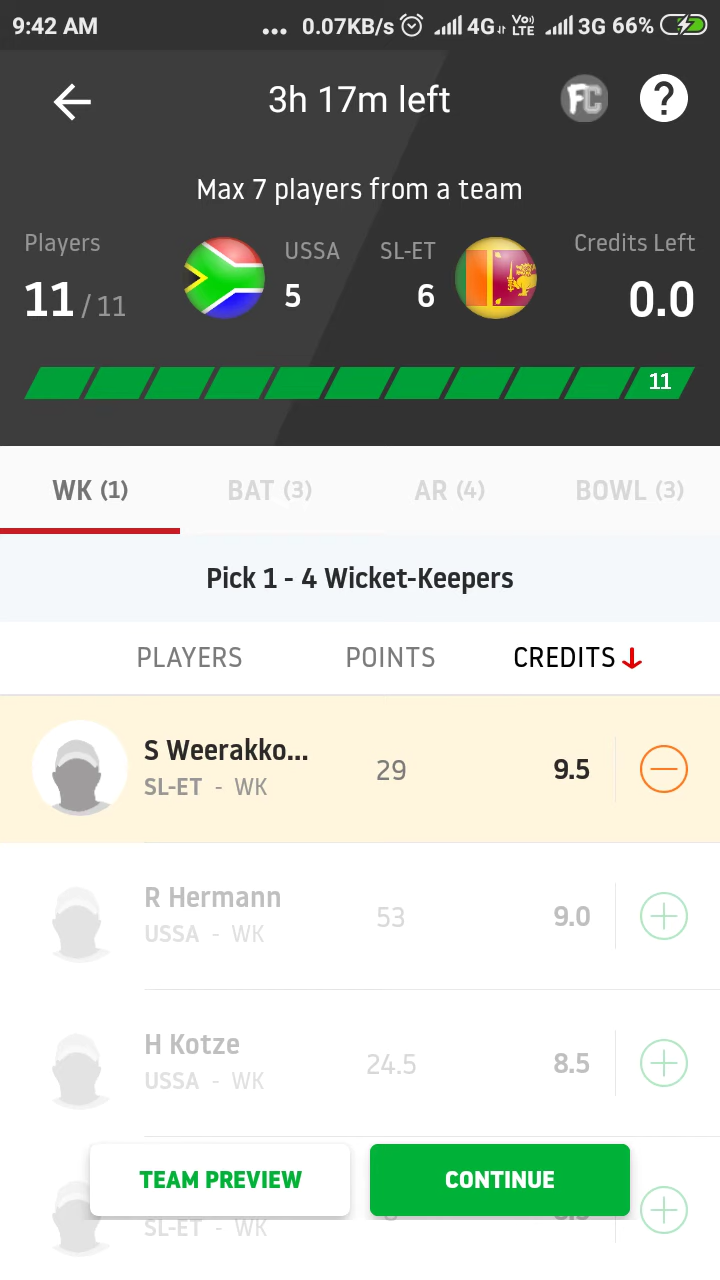 9:42 AM ... 0.07KB/s 4G Vo) LTE 3G 66%
3h 17m left FC ?
Max 7 players from a team
Players USSA SL-ET Credits Left
11 / 11 5 6 0.0
11
WK (1) BAT (3) AR (4) BOWL (3)
Pick 1 - 4 Wicket-Keepers
PLAYERS POINTS CREDITS
S Weerakko... 29 9.5
SL-ET - WK
R Hermann 53 9.0
USSA - WK
H Kotze 24.5 8.5
USSA - WK
TEAM PREVIEW CONTINUE
SL-ET - WK